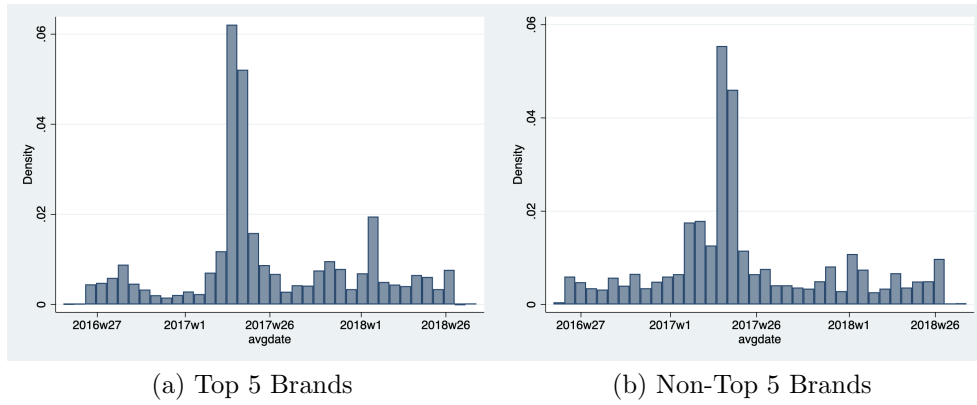 .06
.04
.02
0
Density
2016w27 2017w1 2017w26 2018w1 2018w26
avgdate
(a) Top 5 Brands
.06
.04
.02
0
Density
2016w27 2017w1 2017w26 2018w1 2018w26
avgdate
(b) Non-Top 5 Brands